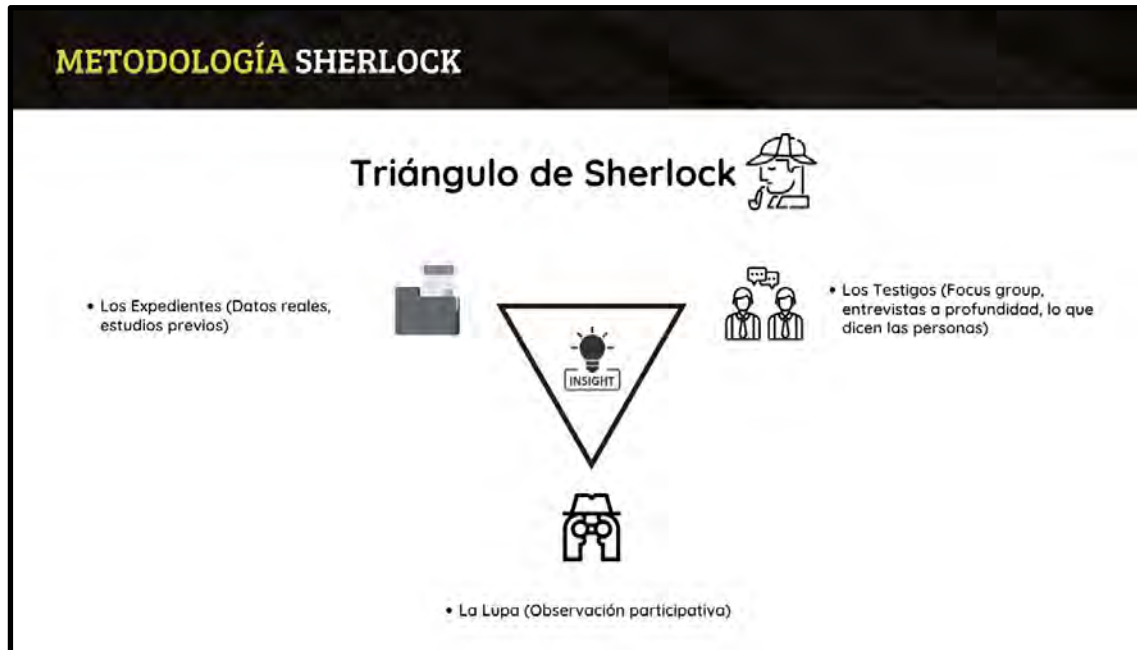 METODOLOGÍA SHERLOCK
Triángulo de Sherlock
• Los Expedientes (Datos reales,
estudios previos)
• Los Testigos (Focus group,
entrevistas a profundidad, lo que
dicen las personas)
INSIGHT
• La Lupa (Observación participativa)